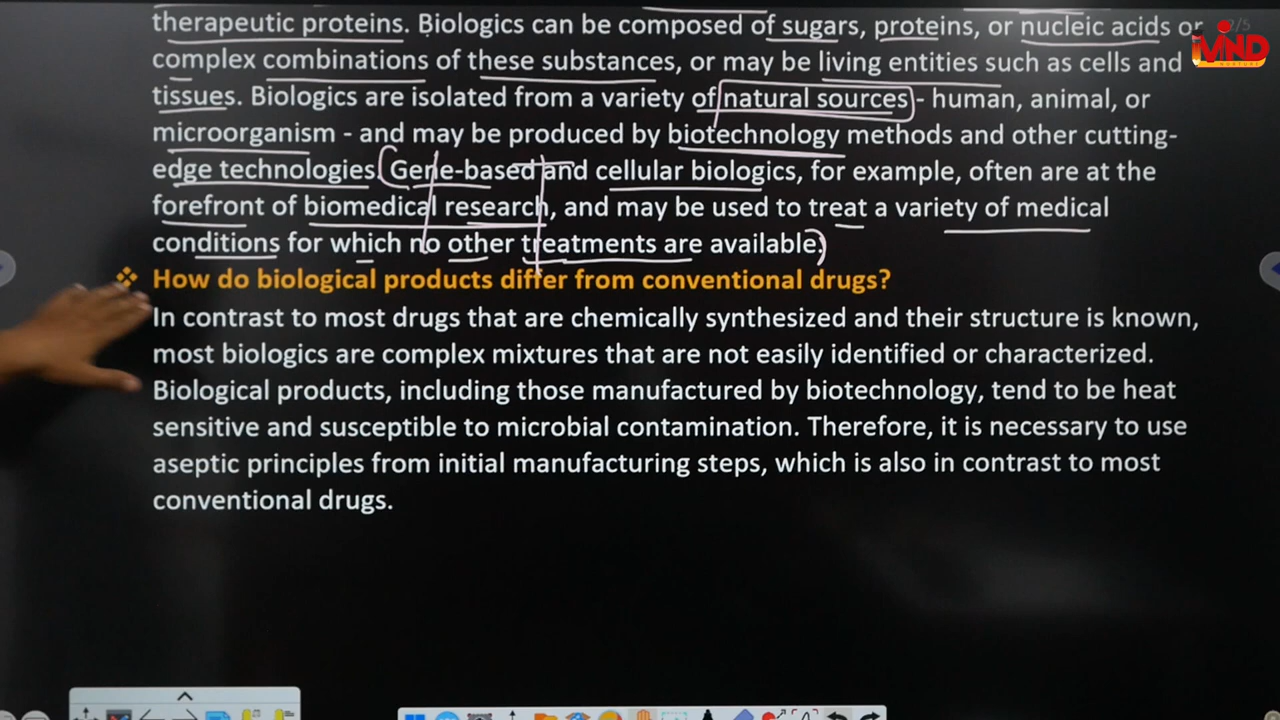 therapeutic proteins. Biologics can be composed of sugars, proteins, or nucleic acids or
complex combinations of these substances, or may be living entities such as cells and
tissues. Biologics are isolated from a variety of natural sources - human, animal, or
microorganism - and may be produced by biotechnology methods and other cutting-
edge technologies. Gene-based and cellular biologics, for example, often are at the
forefront of biomedical research, and may be used to treat a variety of medical
conditions for which no other treatments are available.
How do biological products differ from conventional drugs?
In contrast to most drugs that are chemically synthesized and their structure is known,
most biologics are complex mixtures that are not easily identified or characterized.
Biological products, including those manufactured by biotechnology, tend to be heat
sensitive and susceptible to microbial contamination. Therefore, it is necessary to use
aseptic principles from initial manufacturing steps, which is also in contrast to most
conventional drugs.
2/5
MIND